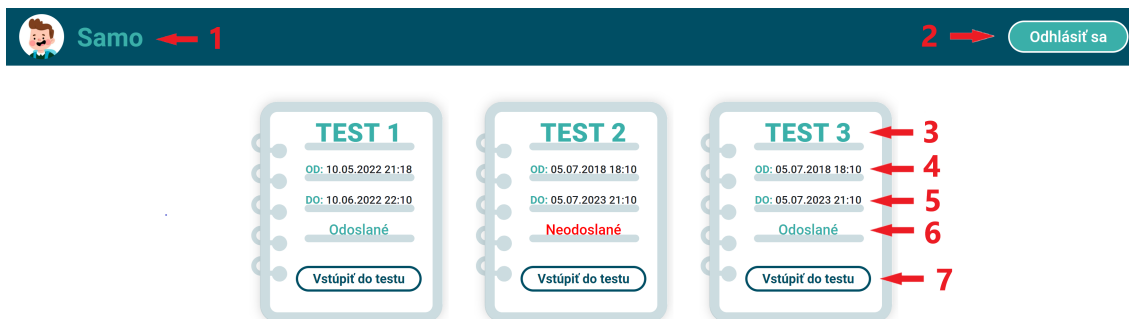 Samo 1
2 Odhlásiť sa
TEST 1
OD: 10.05.2022 21:18
DO: 10.06.2022 22:10
Odoslané
Vstúpiť do testu
TEST 2
OD: 05.07.2018 18:10
DO: 05.07.2023 21:10
Neodoslané
Vstúpiť do testu
TEST 3 3
OD: 05.07.2018 18:10 4
DO: 05.07.2023 21:10 5
Odoslané 6
Vstúpiť do testu 7